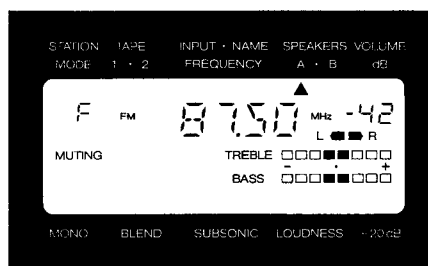 STATION TAPE INPUT · NAME SPEAKERS VOLUME
MODE 1 · 2 FREQUENCY A · B dB
F FM 87.50 MHz -42
L R
MUTING TREBLE
- · +
BASS
MONO BLEND SUBSONIC LOUDNESS -20dB